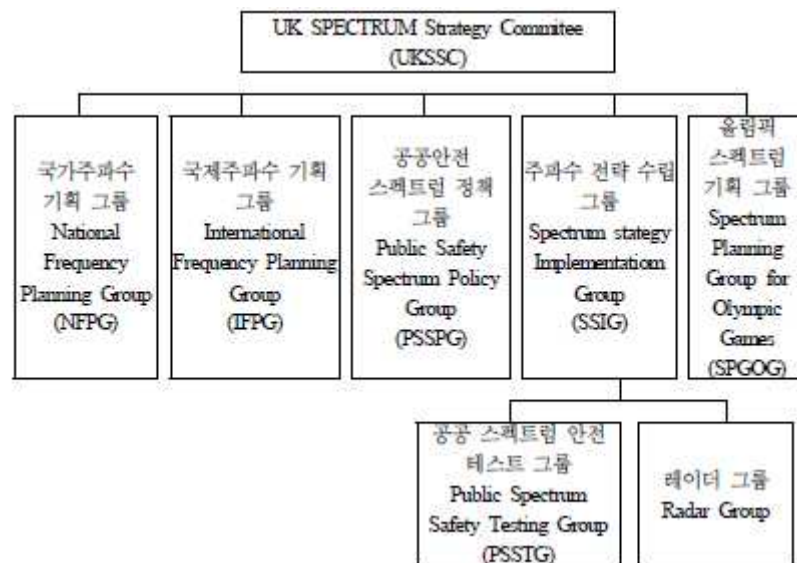 UK SPECTRUM Strategy Commitee
(UKSSC)
국가주파수
기획 그룹
National
Frequency
Planning Group
(NFPG)
국제주파수 기획
그룹
International
Frequency Planning
Group
(IFPG)
공공안전
스펙트럼 정책
그룹
Public Safety
Spectrum Policy
Group
(PSSPG)
주파수 전략 수립
그룹
Spectrum stategy
Implementatiom
Group
(SSIG)
올림픽
스펙트럼
기획 그룹
Spectrum
Planning
Group for
Olympic
Games
(SPGOG)
공공 스펙트럼 안전
테스트 그룹
Public Spectrum
Safety Testing Group
(PSSTG)
레이더 그룹
Radar Group